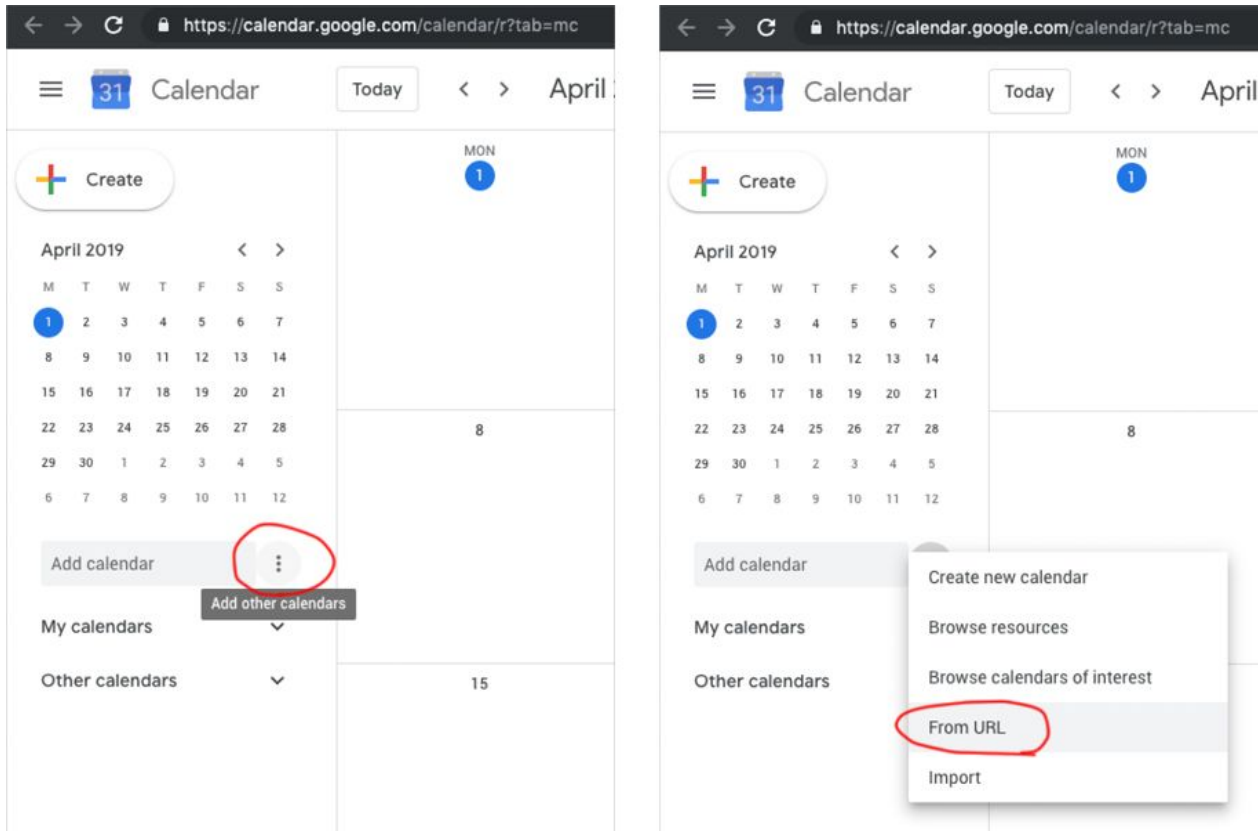 https://calendar.google.com/calendar/r?tab=mc
31 Calendar Today < > April
Create
MON
1
April 2019 < >
M T W T F S S
1 2 3 4 5 6 7
8 9 10 11 12 13 14
15 16 17 18 19 20 21
22 23 24 25 26 27 28
29 30 1 2 3 4 5
6 7 8 9 10 11 12
8
Add calendar
Add other calendars
My calendars
Other calendars
15
https://calendar.google.com/calendar/r?tab=mc
31 Calendar Today < > April
Create
MON
1
April 2019 < >
M T W T F S S
1 2 3 4 5 6 7
8 9 10 11 12 13 14
15 16 17 18 19 20 21
22 23 24 25 26 27 28
29 30 1 2 3 4 5
6 7 8 9 10 11 12
8
Add calendar
My calendars
Other calendars
Create new calendar
Browse resources
Browse calendars of interest
From URL
Import